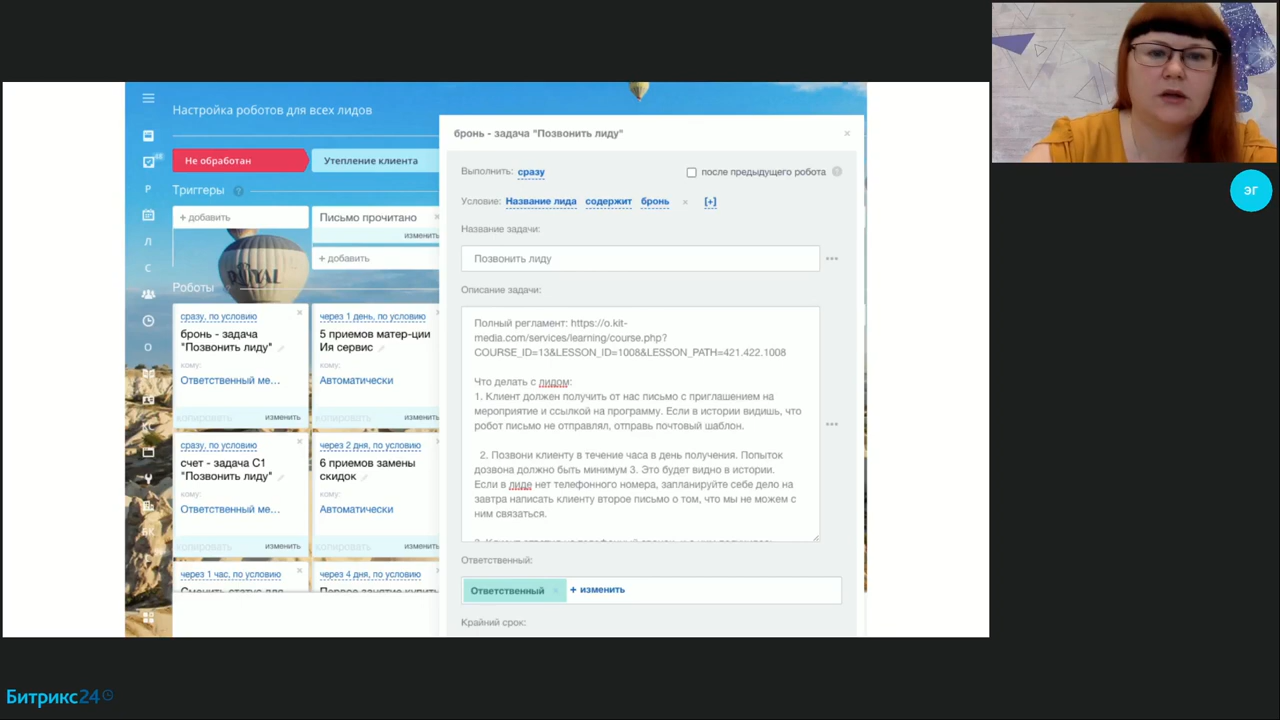 Настройка роботов для всех лидов
Не обработан
Утепление клиента
Триггеры ?
+ добавить
Письмо прочитано
изменить
+ добавить
Роботы
сразу, по условию
бронь - задача
"Позвонить лиду"
кому:
Ответственный ме...
копировать изменить
через 1 день, по условию
5 приемов матер-ции
Ия сервис
кому:
Автоматически
копировать изменить
сразу, по условию
счет - задача С1
"Позвонить лиду"
кому:
Ответственный ме...
копировать изменить
через 2 дня, по условию
6 приемов замены
скидок
кому:
Автоматически
копировать изменить
через 1 час, по условию
через 4 дня, по условию
бронь - задача "Позвонить лиду"
Выполнить: сразу
после предыдущего робота ?
Условие: Название лида содержит бронь × [+]
Название задачи:
Позвонить лиду
Описание задачи:
Полный регламент: https://o.kit-
media.com/services/learning/course.php?
COURSE_ID=13&LESSON_ID=1008&LESSON_PATH=421.422.1008
Что делать с лидом:
1. Клиент должен получить от нас письмо с приглашением на
мероприятие и ссылкой на программу. Если в истории видишь, что
робот письмо не отправлял, отправь почтовый шаблон.
2. Позвони клиенту в течение часа в день получения. Попыток
дозвона должно быть минимум 3. Это будет видно в истории.
Если в лиде нет телефонного номера, запланируйте себе дело на
завтра написать клиенту второе письмо о том, что мы не можем с
ним связаться.
Ответственный:
Ответственный × + изменить
Крайний срок:
ЭГ
Битрикс24